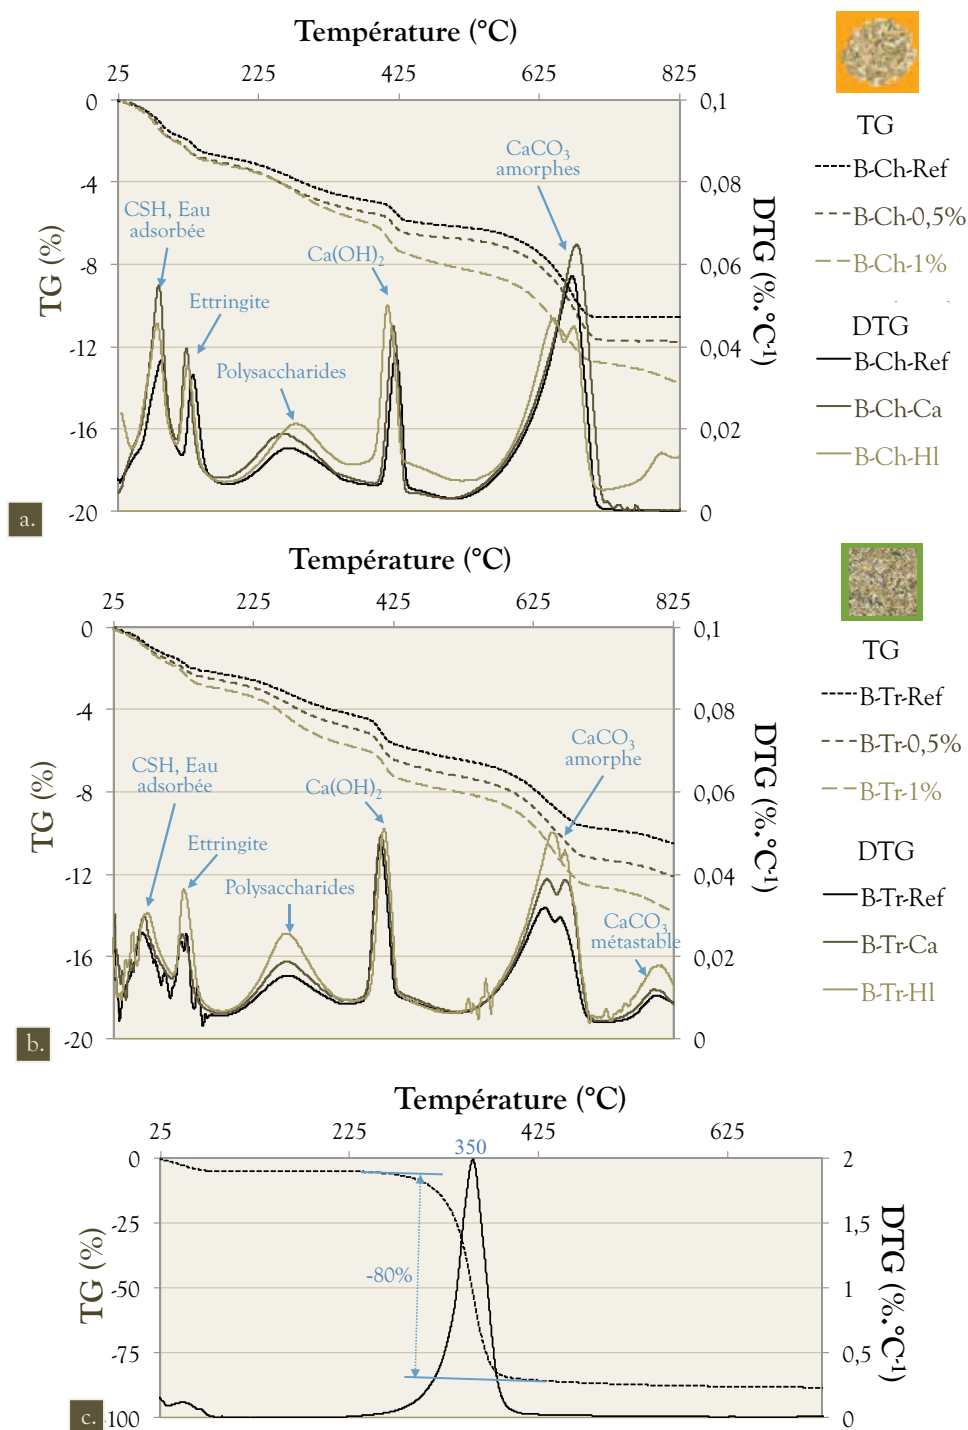 Température (°C)
25 225 425 625 825
0 0,1
-4 0,08
-8 0,06
-12 0,04
-16 0,02
-20 0
TG (%)
DTG (%.°C-1)
CSH, Eau
adsorbée
Ettringite
Polysaccharides
Ca(OH)2
CaCO3
amorphes
a.
TG
B-Ch-Ref
B-Ch-0,5%
B-Ch-1%
DTG
B-Ch-Ref
B-Ch-Ca
B-Ch-Hl
Température (°C)
25 225 425 625 825
0 0,1
-4 0,08
-8 0,06
-12 0,04
-16 0,02
-20 0
TG (%)
DTG (%.°C-1)
CSH, Eau
adsorbée
Ettringite
Polysaccharides
Ca(OH)2
CaCO3
amorphe
CaCO3
métastable
b.
TG
B-Tr-Ref
B-Tr-0,5%
B-Tr-1%
DTG
B-Tr-Ref
B-Tr-Ca
B-Tr-Hl
Température (°C)
25 225 425 625
350
0 2
-25 1,5
-50 1
-75 0,5
-100 0
TG (%)
DTG (%.°C-1)
-80%
c.